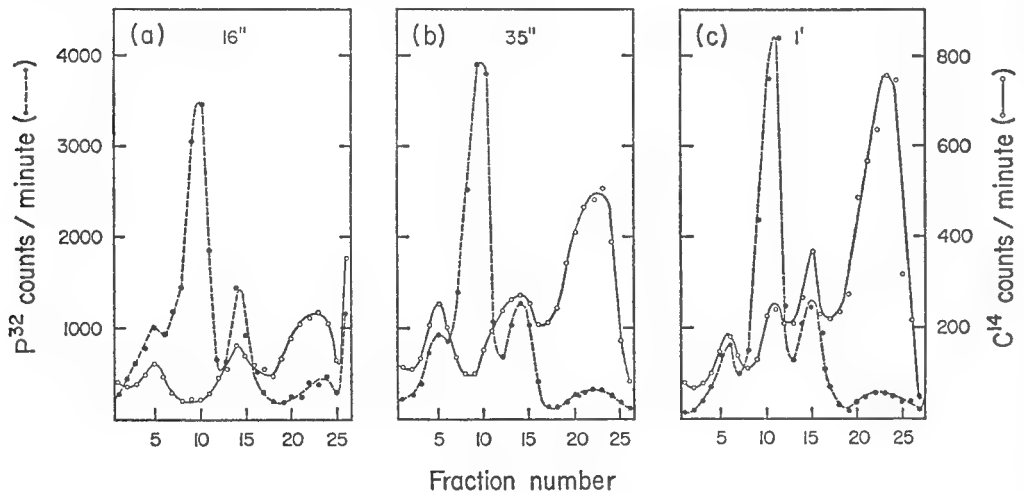 (a) 16"
(b) 35"
(c) 1'
P³² counts / minute (•-----•)
4000
3000
2000
1000
5 10 15 20 25
5 10 15 20 25
5 10 15 20 25
800
600
400
200
C¹⁴ counts / minute (o——o)
Fraction number